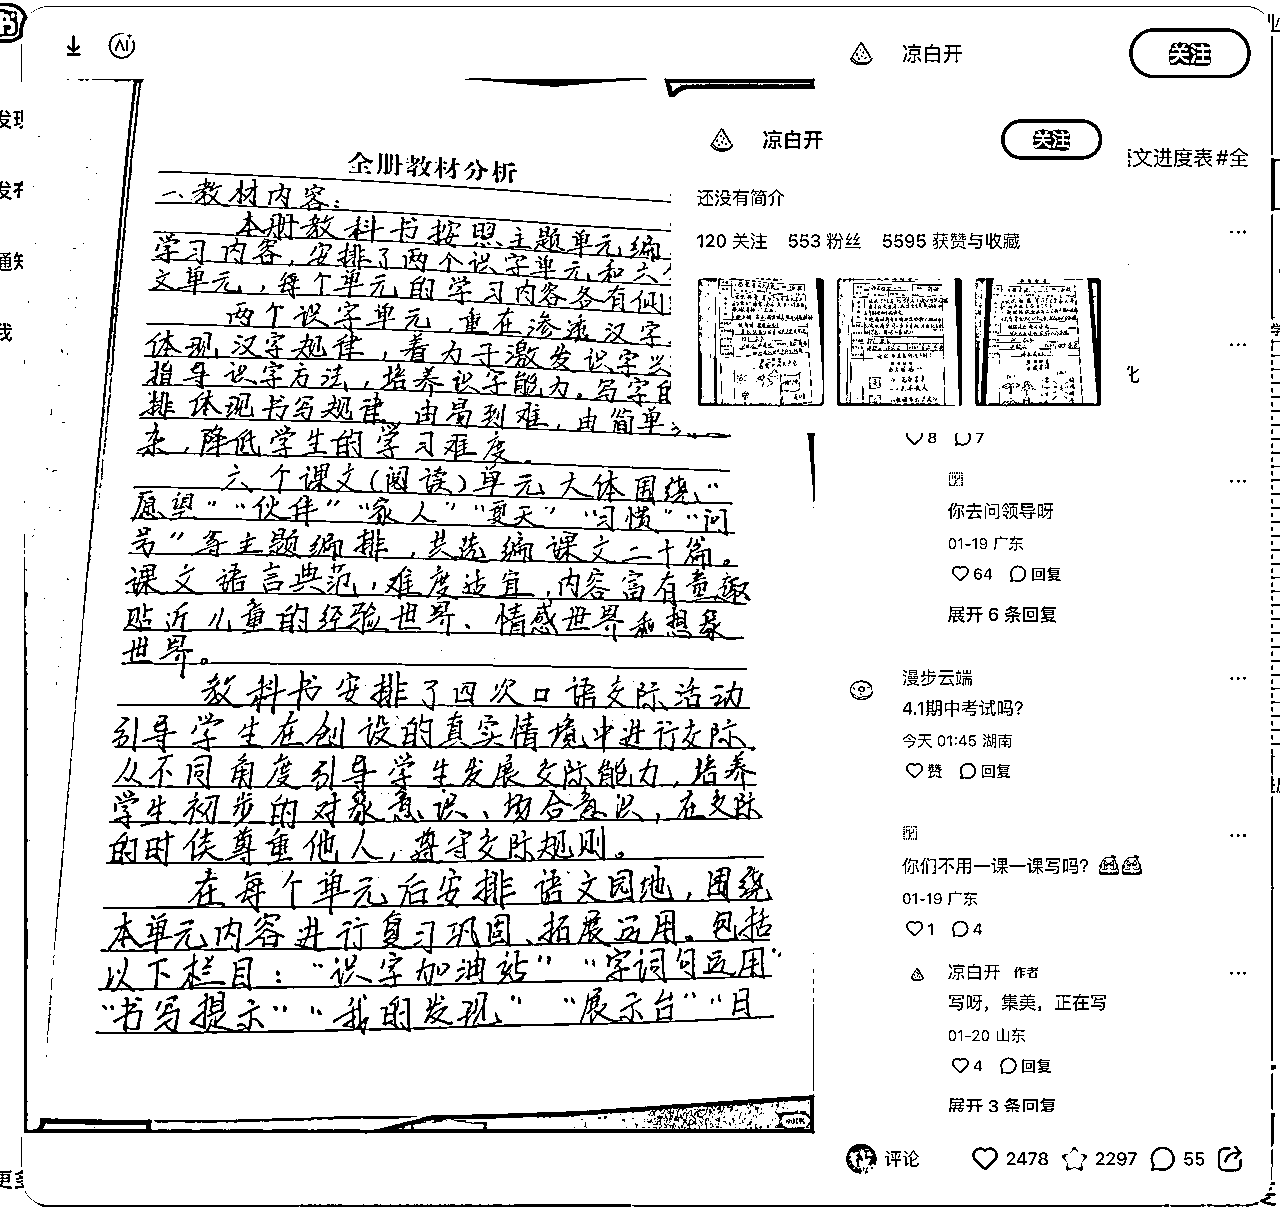 凉白开
关注
发现
发布
通知
我
更多
全册教材分析
一、教材内容：
本册教科书按照主题单元编
学习内容，安排了两个识字单元和六个
文单元，每个单元的学习内容各有侧
两个识字单元，重在渗透汉字
体现汉字规律，着力于激发识字兴
指导识字方法，培养识字能力。写字的
排体现书写规律，由易到难，由简单
杂，降低学生的学习难度。
六个课文(阅读)单元大体围绕“
愿望”“伙伴”“家人”“夏天”“习惯”“问
号”等主题编排，共选编课文二十篇。
课文语言典范，难度适宜，内容富有童趣
贴近儿童的经验世界、情感世界和想象
世界。
教科书安排了四次口语交际活动
引导学生在创设的真实情境中进行交际
从不同角度引导学生发展交际能力，培养
学生初步的对象意识、场合意识，在交际
的时侯尊重他人，遵守交际规则。
在每个单元后安排语文园地，围绕
本单元内容进行复习巩固、拓展运用。包括
以下栏目：“识字加油站”“字词句运用”
“书写提示”“我的发现”“展示台”“日
凉白开
关注
还没有简介
120 关注 553 粉丝 5595 获赞与收藏
语文进度表#全
化
8 7
你去问领导呀
01-19 广东
64 回复
展开 6 条回复
漫步云端
4.1期中考试吗？
今天 01:45 湖南
赞 回复
你们不用一课一课写吗？
01-19 广东
1 4
凉白开 作者
写呀，集美，正在写
01-20 山东
4 回复
展开 3 条回复
评论 2478 2297 55